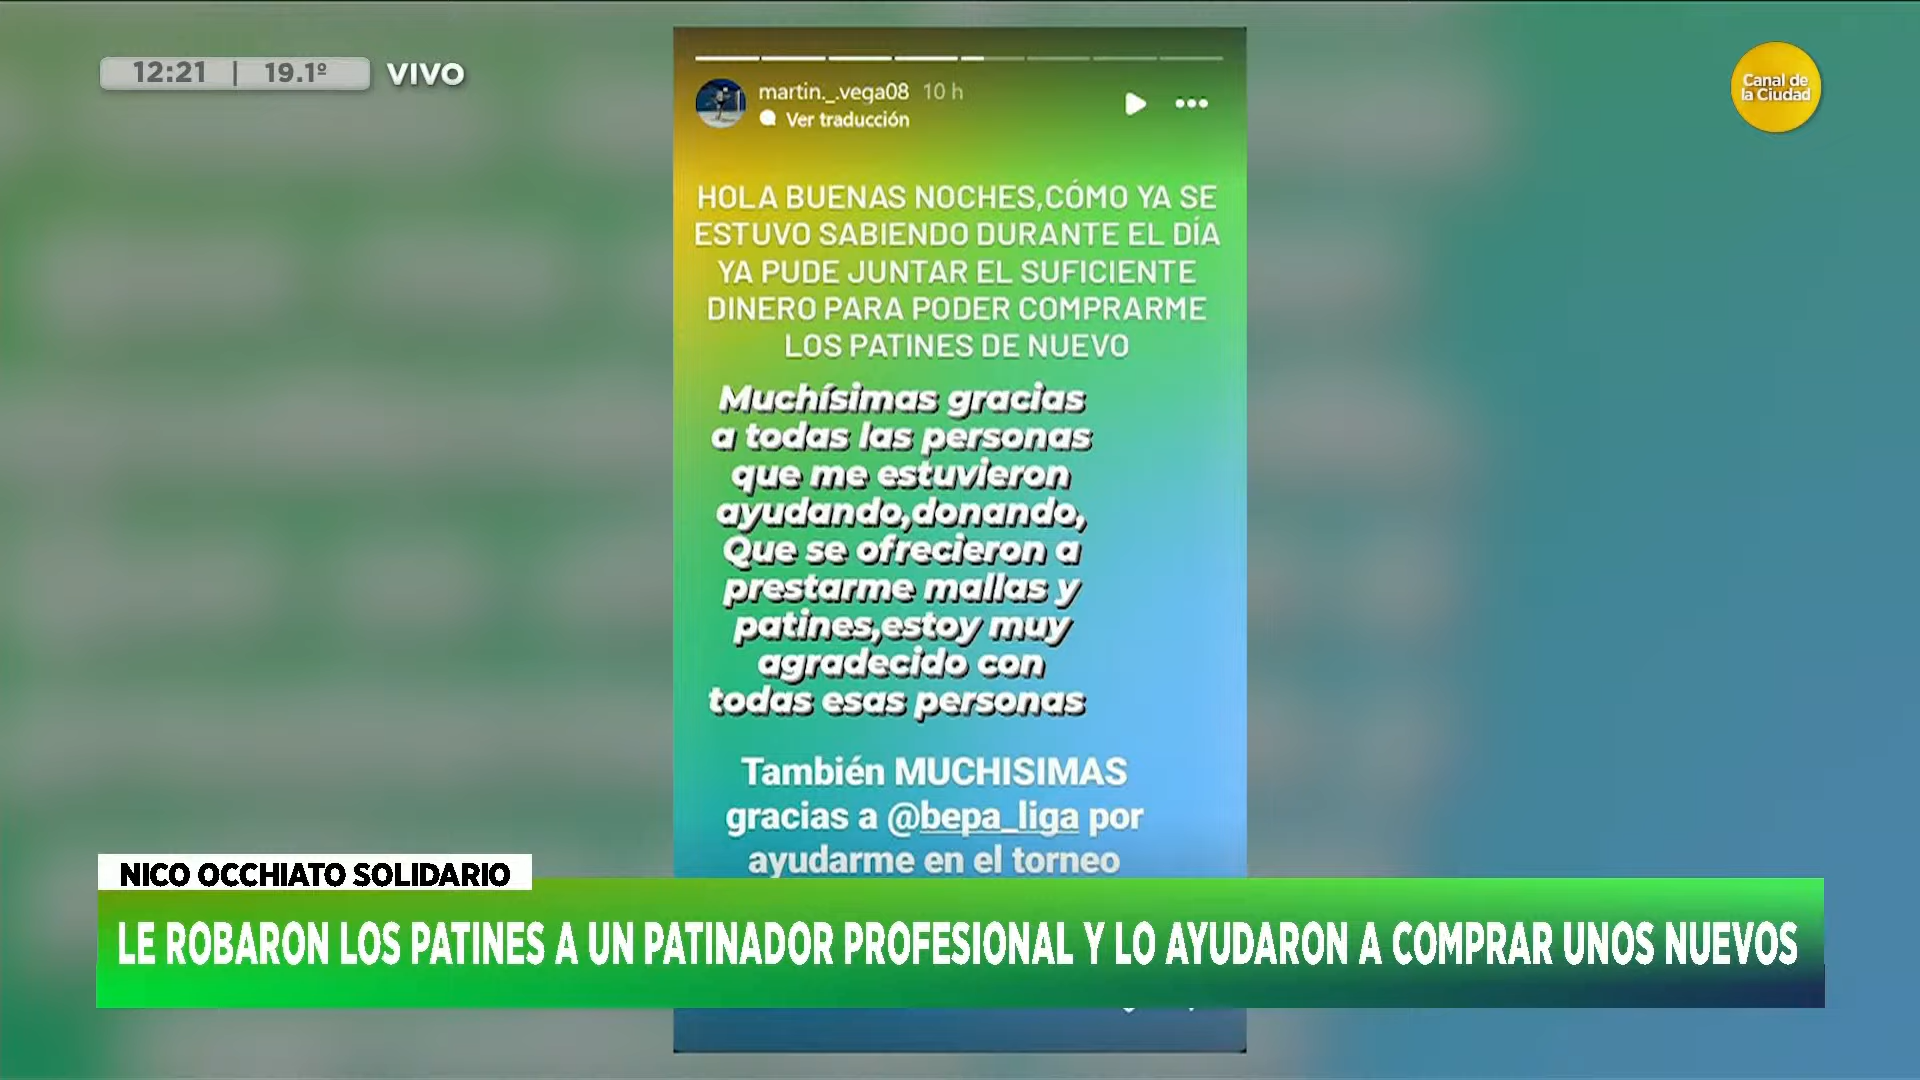 12:21 | 19.1º VIVO
Canal de
la Ciudad
martin._.vega08 10 h
Ver traducción
HOLA BUENAS NOCHES,CÓMO YA SE
ESTUVO SABIENDO DURANTE EL DÍA
YA PUDE JUNTAR EL SUFICIENTE
DINERO PARA PODER COMPRARME
LOS PATINES DE NUEVO
Muchísimas gracias
a todas las personas
que me estuvieron
ayudando,donando,
Que se ofrecieron a
prestarme mallas y
patines,estoy muy
agradecido con
todas esas personas
También MUCHISIMAS
gracias a @bepa_liga por
ayudarme en el torneo
NICO OCCHIATO SOLIDARIO
LE ROBARON LOS PATINES A UN PATINADOR PROFESIONAL Y LO AYUDARON A COMPRAR UNOS NUEVOS